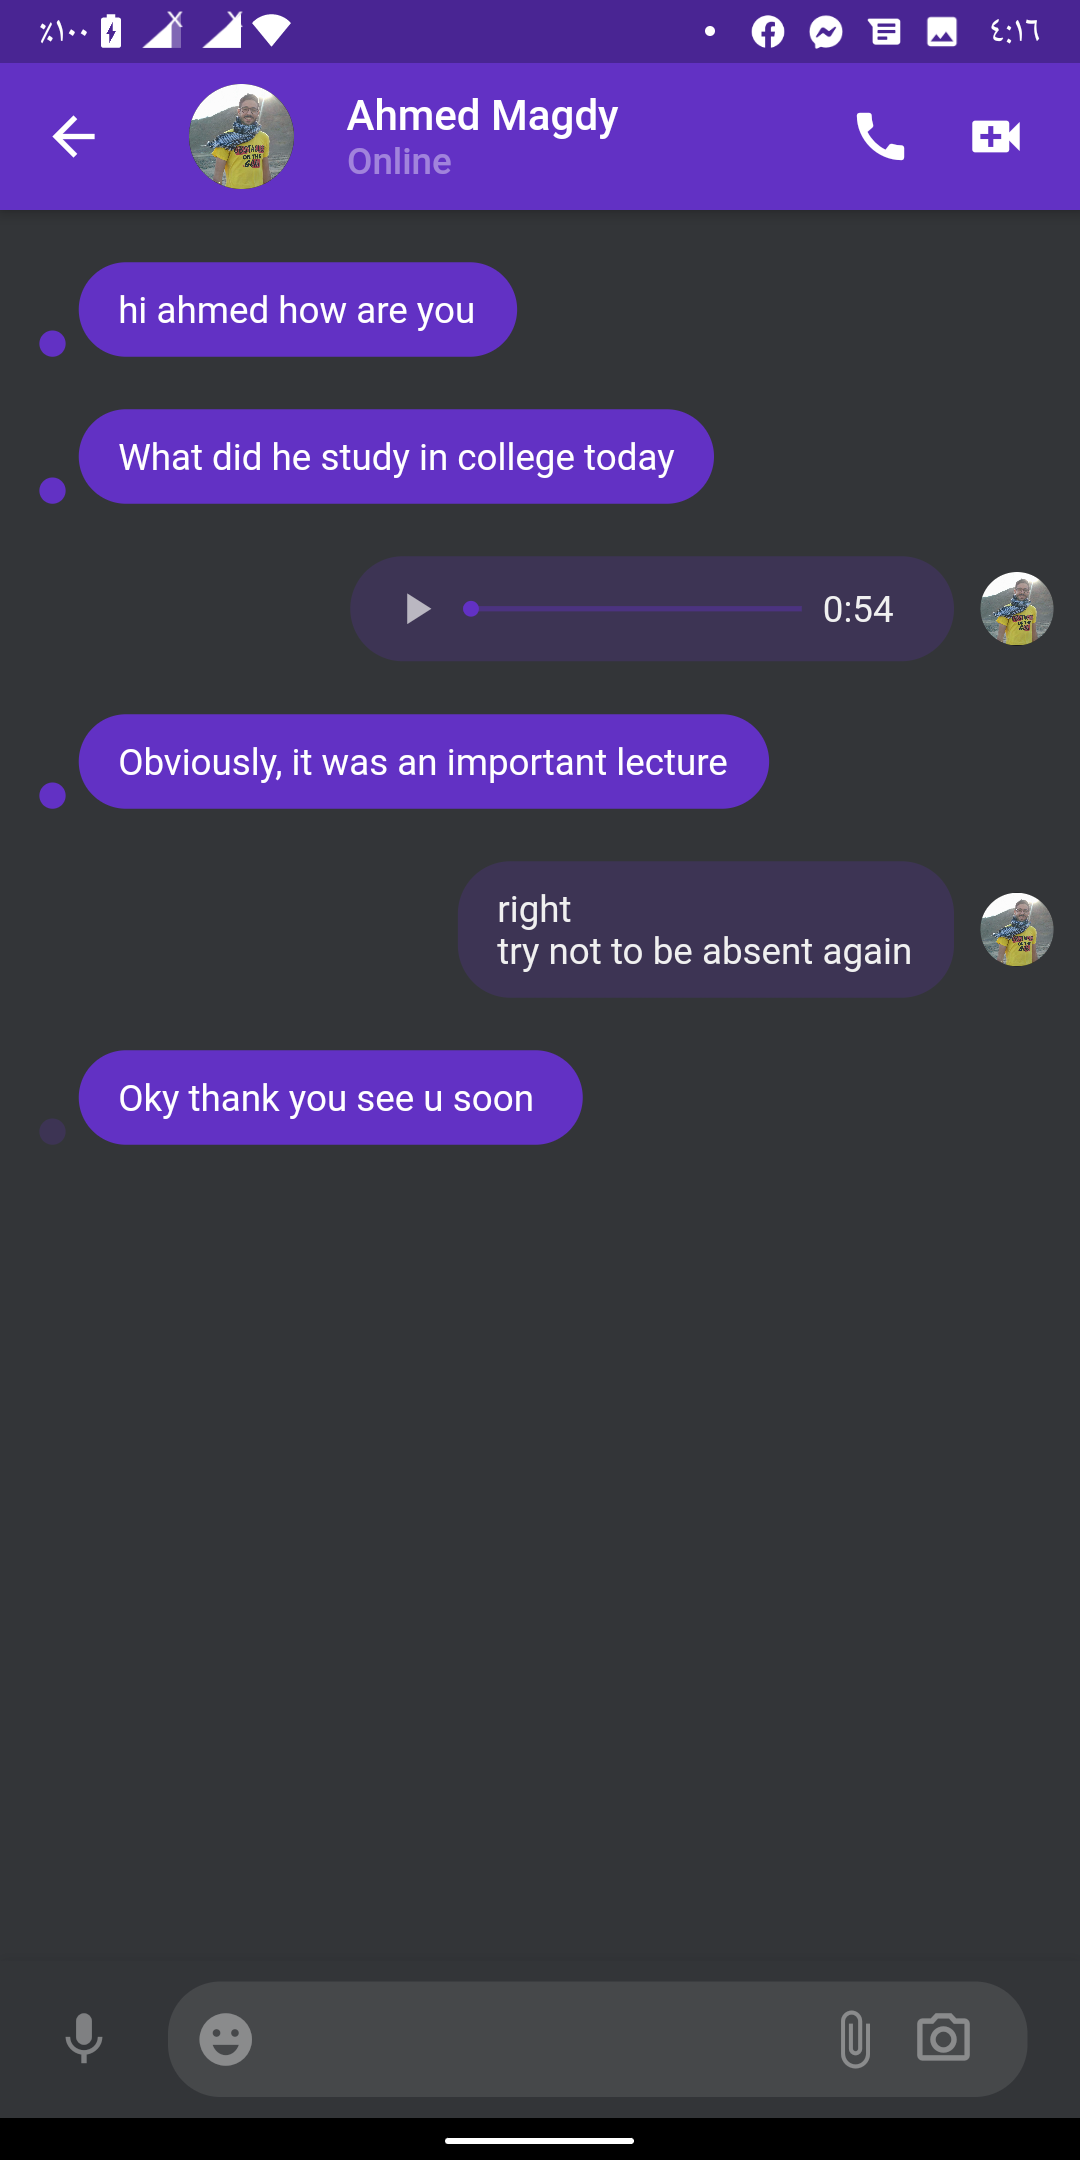 ٪١٠٠ ٤:١٦
Ahmed Magdy
Online
hi ahmed how are you
What did he study in college today
0:54
Obviously, it was an important lecture
right
try not to be absent again
Oky thank you see u soon